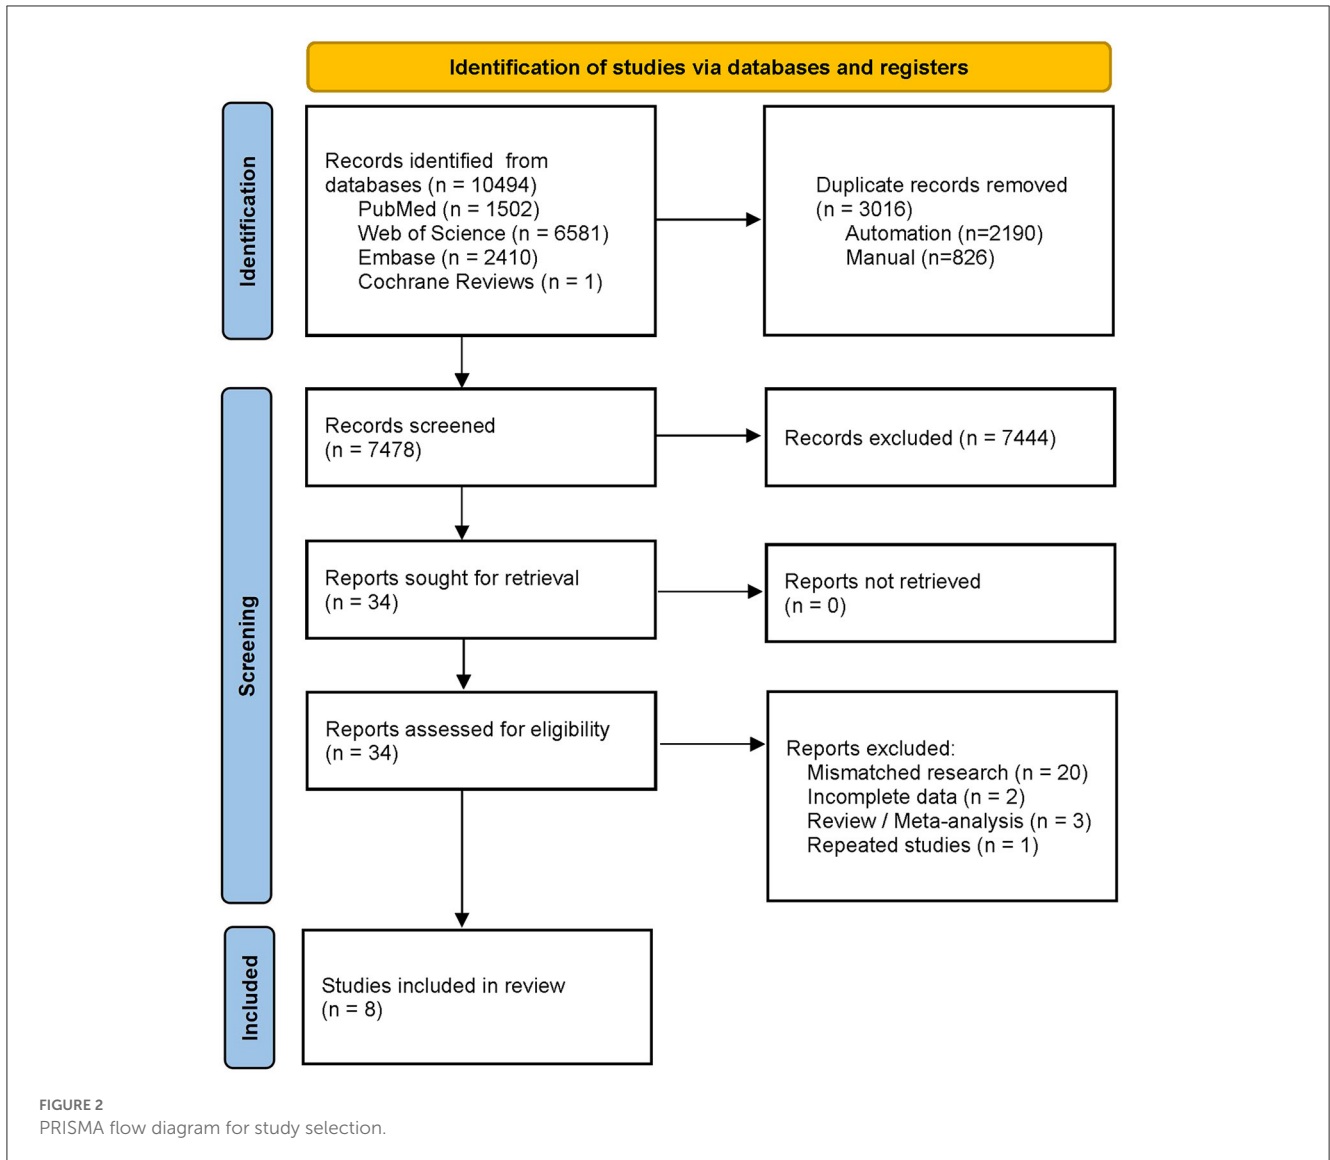 Identification of studies via databases and registers
Identification
Records identified from
databases (n = 10494)
PubMed (n = 1502)
Web of Science (n = 6581)
Embase (n = 2410)
Cochrane Reviews (n = 1)
Duplicate records removed
(n = 3016)
Automation (n=2190)
Manual (n=826)
Screening
Records screened
(n = 7478)
Records excluded (n = 7444)
Reports sought for retrieval
(n = 34)
Reports not retrieved
(n = 0)
Reports assessed for eligibility
(n = 34)
Reports excluded:
Mismatched research (n = 20)
Incomplete data (n = 2)
Review / Meta-analysis (n = 3)
Repeated studies (n = 1)
Included
Studies included in review
(n = 8)
FIGURE 2
PRISMA flow diagram for study selection.